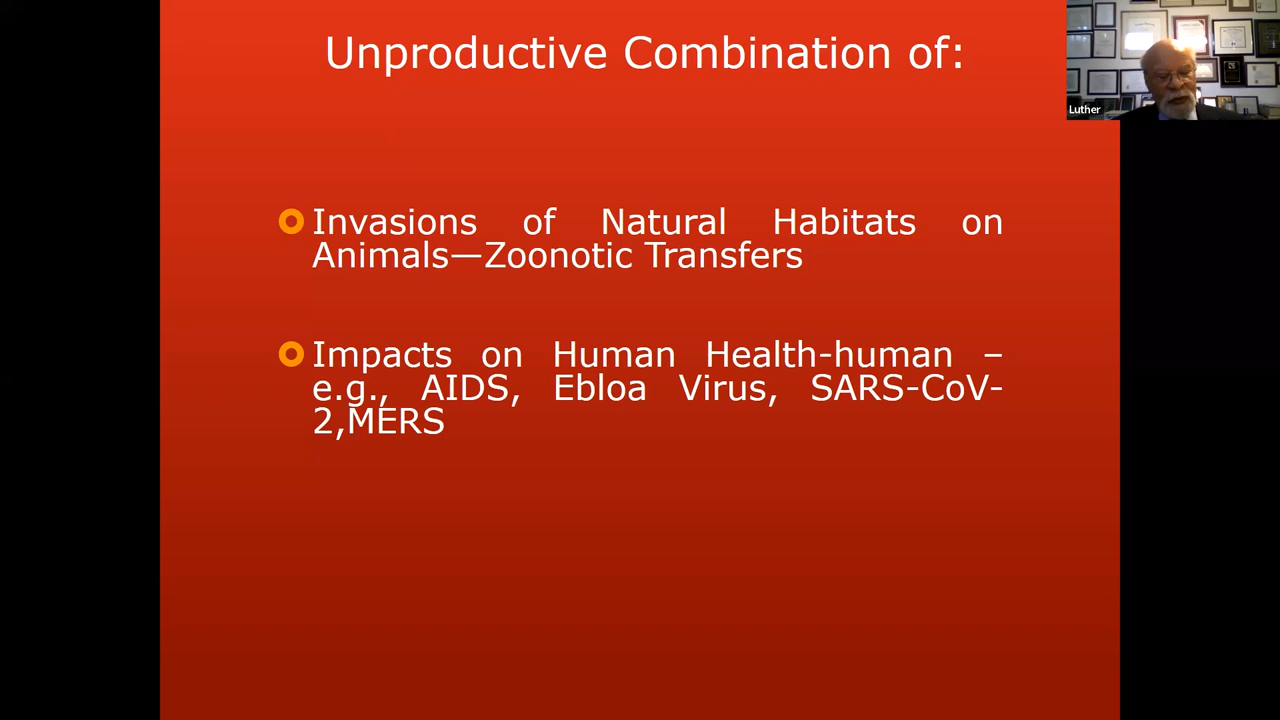 Unproductive Combination of:
Luther
Invasions of Natural Habitats on
Animals—Zoonotic Transfers
Impacts on Human Health-human –
e.g., AIDS, Ebloa Virus, SARS-CoV-
2,MERS